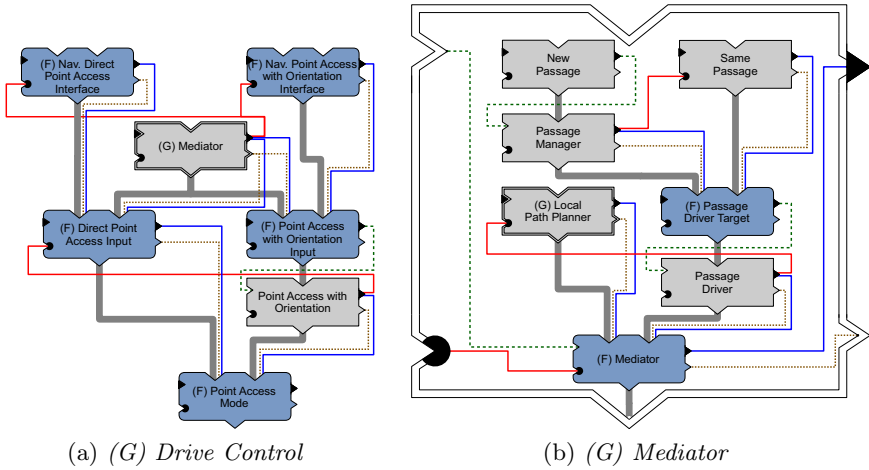 (F) Nav. Direct
Point Access
Interface
(F) Nav. Point Access
with Orientation
Interface
(G) Mediator
(F) Direct Point
Access Input
(F) Point Access
with Orientation
Input
Point Access with
Orientation
(F) Point Access
Mode
(a) (G) Drive Control
New
Passage
Same
Passage
Passage
Manager
(G) Local
Path Planner
(F) Passage
Driver Target
Passage
Driver
(F) Mediator
(b) (G) Mediator